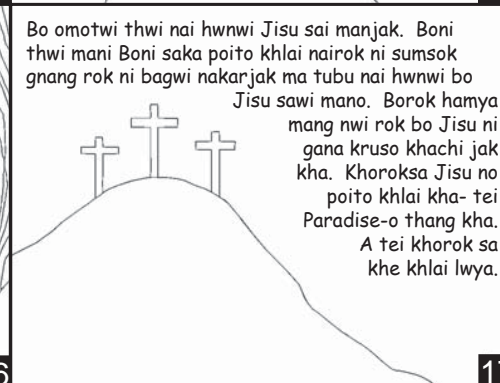 Bo omotwi thwi nai hwnwi Jisu sai manjak. Boni
thwi mani Boni saka poito khlai nairok ni sumsok
gnang rok ni bagwi nakarjak ma tubu nai hwnwi bo
Jisu sawi mano. Borok hamya
mang nwi rok bo Jisu ni
gana kruso khachi jak
kha. Khoroksa Jisu no
poito khlai kha- tei
Paradise-o thang kha.
A tei khorok sa
khe khlai lwya.